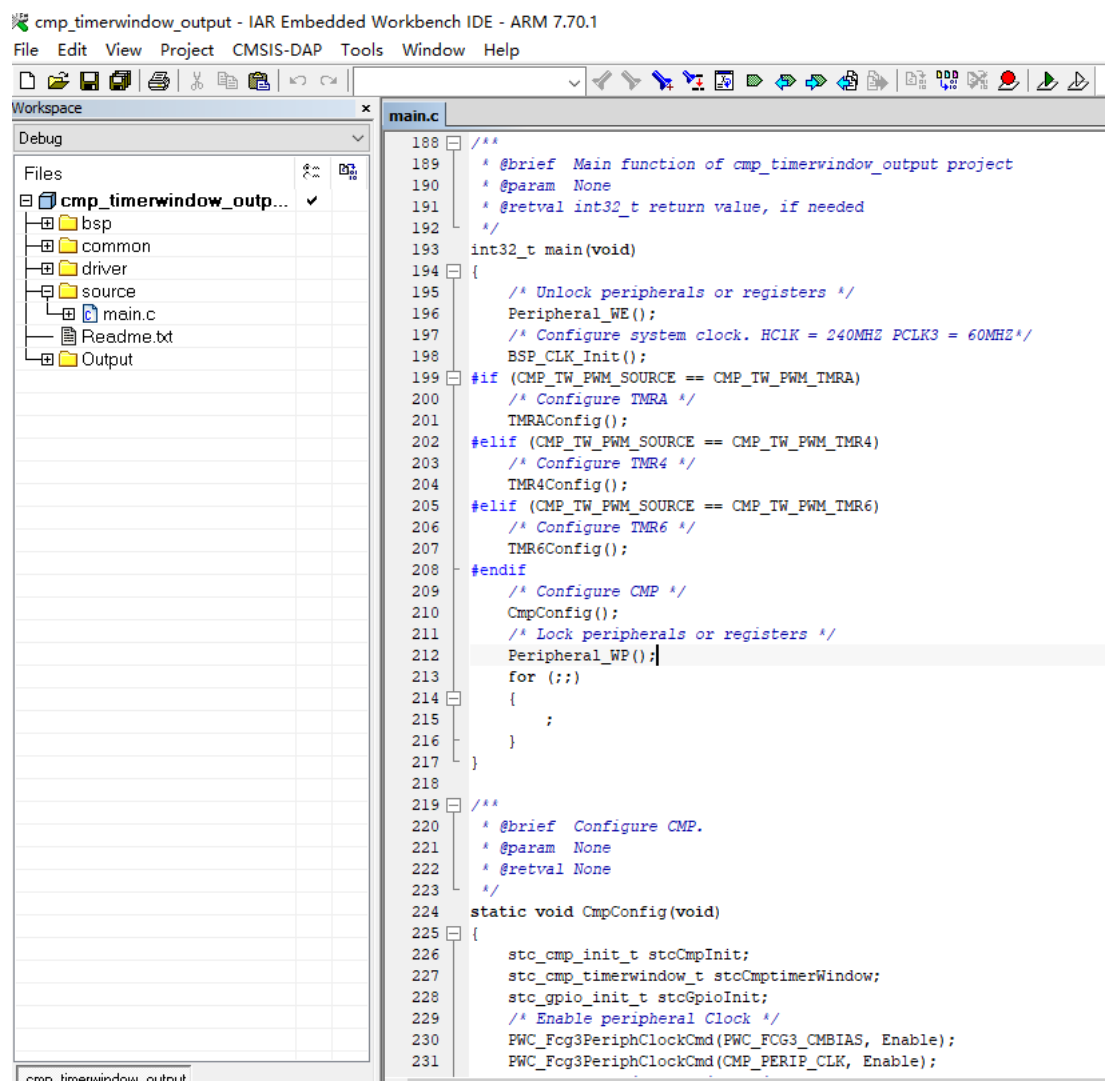 cmp_timerwindow_output - IAR Embedded Workbench IDE - ARM 7.70.1
File Edit View Project CMSIS-DAP Tools Window Help
Workspace
Debug
Files
cmp_timerwindow_outp...
bsp
common
driver
source
main.c
Readme.txt
Output
cmp_timerwindow_output
main.c
188 /**
189 * @brief Main function of cmp_timerwindow_output project
190 * @param None
191 * @retval int32_t return value, if needed
192 */
193 int32_t main(void)
194 {
195 /* Unlock peripherals or registers */
196 Peripheral_WE();
197 /* Configure system clock. HClK = 240MHZ PCLK3 = 60MHZ*/
198 BSP_CLK_Init();
199 #if (CMP_TW_PWM_SOURCE == CMP_TW_PWM_TMRA)
200 /* Configure TMRA */
201 TMRAConfig();
202 #elif (CMP_TW_PWM_SOURCE == CMP_TW_PWM_TMR4)
203 /* Configure TMR4 */
204 TMR4Config();
205 #elif (CMP_TW_PWM_SOURCE == CMP_TW_PWM_TMR6)
206 /* Configure TMR6 */
207 TMR6Config();
208 #endif
209 /* Configure CMP */
210 CmpConfig();
211 /* Lock peripherals or registers */
212 Peripheral_WP();
213 for (;;)
214 {
215 ;
216 }
217 }
218
219 /**
220 * @brief Configure CMP.
221 * @param None
222 * @retval None
223 */
224 static void CmpConfig(void)
225 {
226 stc_cmp_init_t stcCmpInit;
227 stc_cmp_timerwindow_t stcCmptimerWindow;
228 stc_gpio_init_t stcGpioInit;
229 /* Enable peripheral Clock */
230 PWC_Fcg3PeriphClockCmd(PWC_FCG3_CMBIAS, Enable);
231 PWC_Fcg3PeriphClockCmd(CMP_PERIP_CLK, Enable);